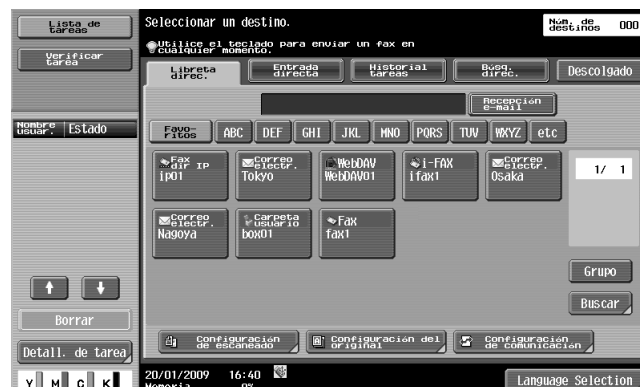 Lista de
tareas
Verificar
tarea
Nombre
usuar.
Estado
Borrar
Detall. de tarea
Y M C K
Seleccionar un destino.
Utilice el teclado para enviar un fax en
cualquier momento.
Núm. de
destinos
000
Libreta
direc.
Entrada
directa
Historial
tareas
Búsq.
direc.
Descolgado
Recepción
e-mail
Favo-
ritos
ABC
DEF
GHI
JKL
MNO
PQRS
TUV
WXYZ
etc
Fax
dir IP
ip01
Correo
electr.
Tokyo
WebDAV
WebDAV01
i-FAX
ifax1
Correo
electr.
Osaka
1/ 1
Correo
electr.
Nagoya
Carpeta
usuario
box01
Fax
fax1
Grupo
Buscar
Configuración
de escaneado
Configuración del
original
Configuración
de comunicación
20/01/2009 16:40
Memoria 0%
Language Selection